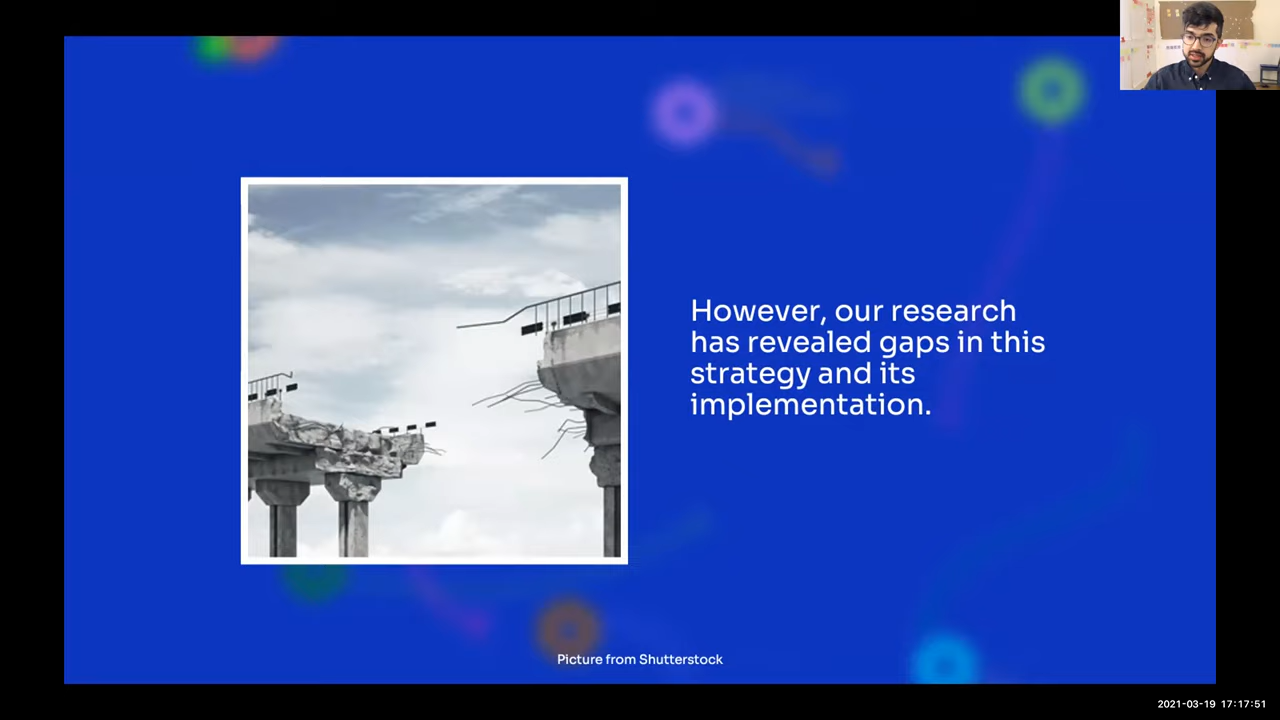 However, our research
has revealed gaps in this
strategy and its
implementation.
Picture from Shutterstock
2021-03-19 17:17:51